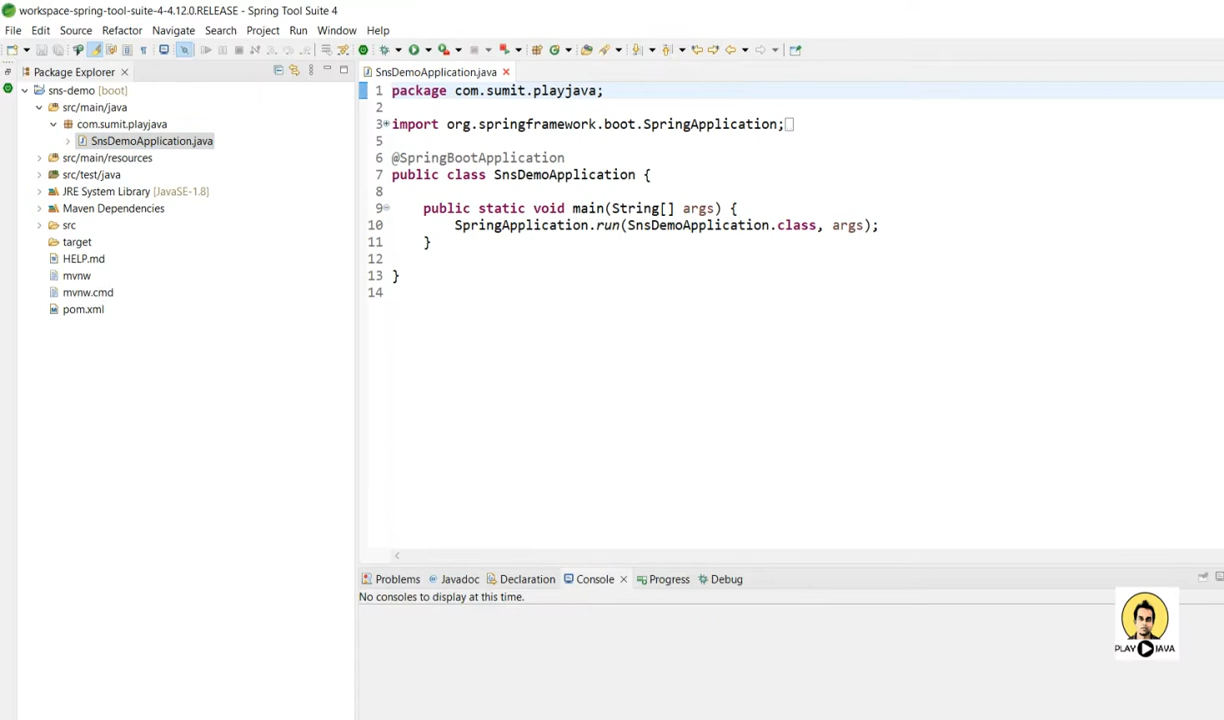 workspace-spring-tool-suite-4-4.12.0.RELEASE - Spring Tool Suite 4
File Edit Source Refactor Navigate Search Project Run Window Help
Package Explorer
sns-demo [boot]
src/main/java
com.sumit.playjava
SnsDemoApplication.java
src/main/resources
src/test/java
JRE System Library [JavaSE-1.8]
Maven Dependencies
src
target
HELP.md
mvnw
mvnw.cmd
pom.xml
SnsDemoApplication.java
1 package com.sumit.playjava;
2
3 import org.springframework.boot.SpringApplication;
5
6 @SpringBootApplication
7 public class SnsDemoApplication {
8
9 public static void main(String[] args) {
10 SpringApplication.run(SnsDemoApplication.class, args);
11 }
12
13 }
14
Problems Javadoc Declaration Console Progress Debug
No consoles to display at this time.
PLAY JAVA